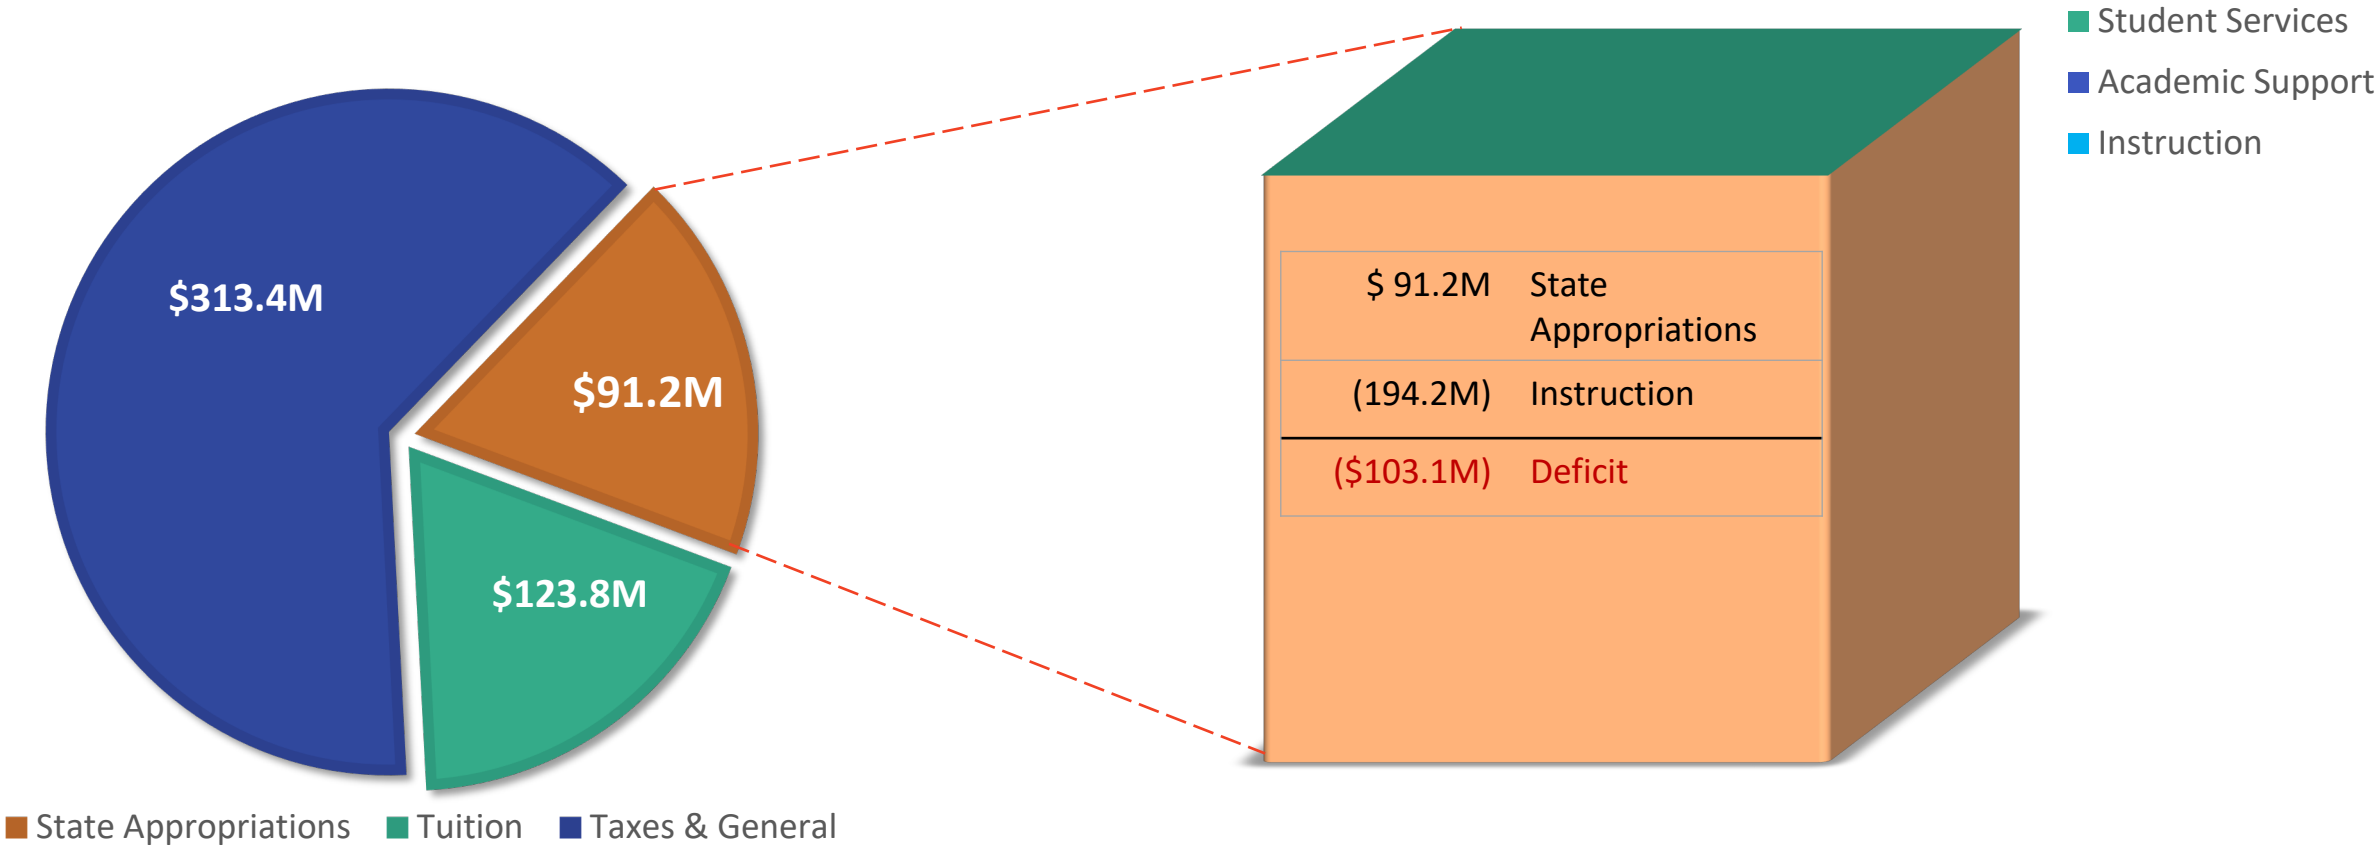 Student Services
Academic Support
Instruction
$313.4M
$91.2M
$123.8M
$ 91.2M State
Appropriations
(194.2M) Instruction
($103.1M) Deficit
State Appropriations Tuition Taxes & General